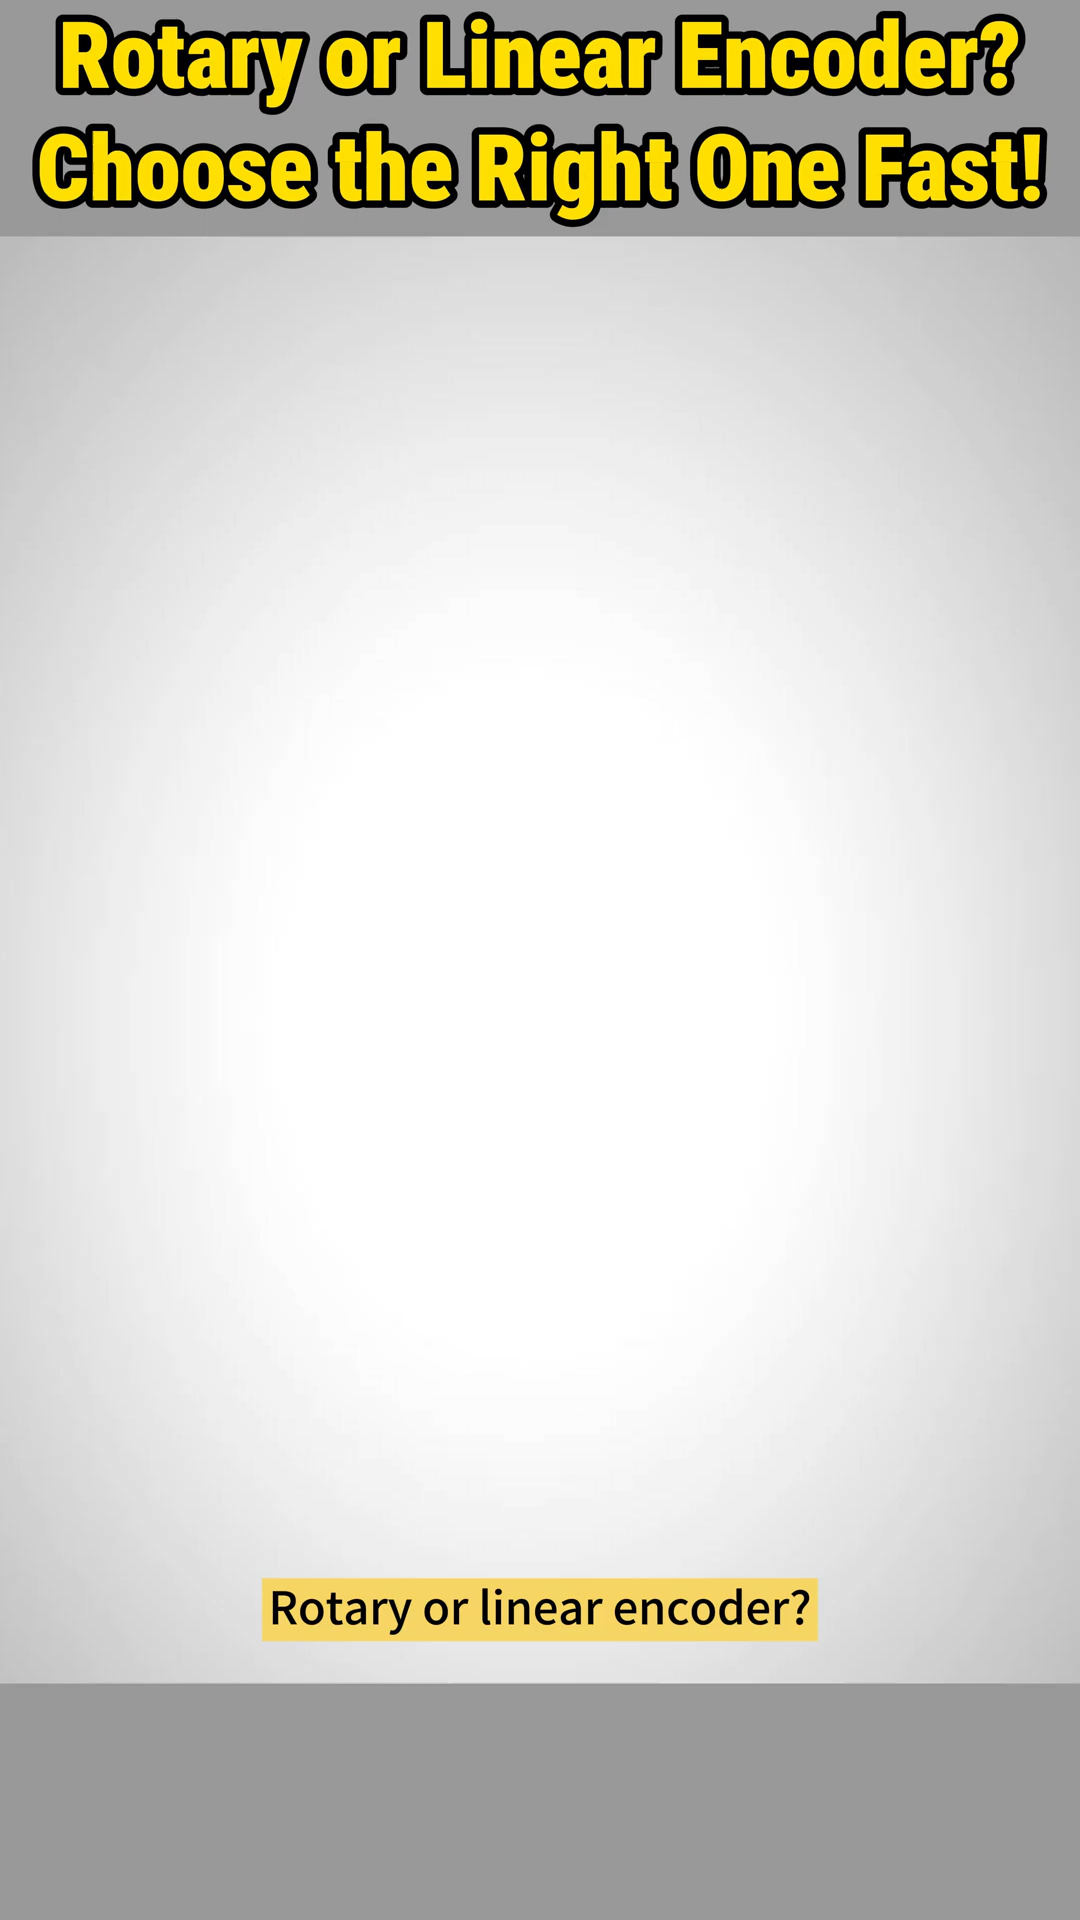 Rotary or Linear Encoder?
Choose the Right One Fast!
Rotary or linear encoder?